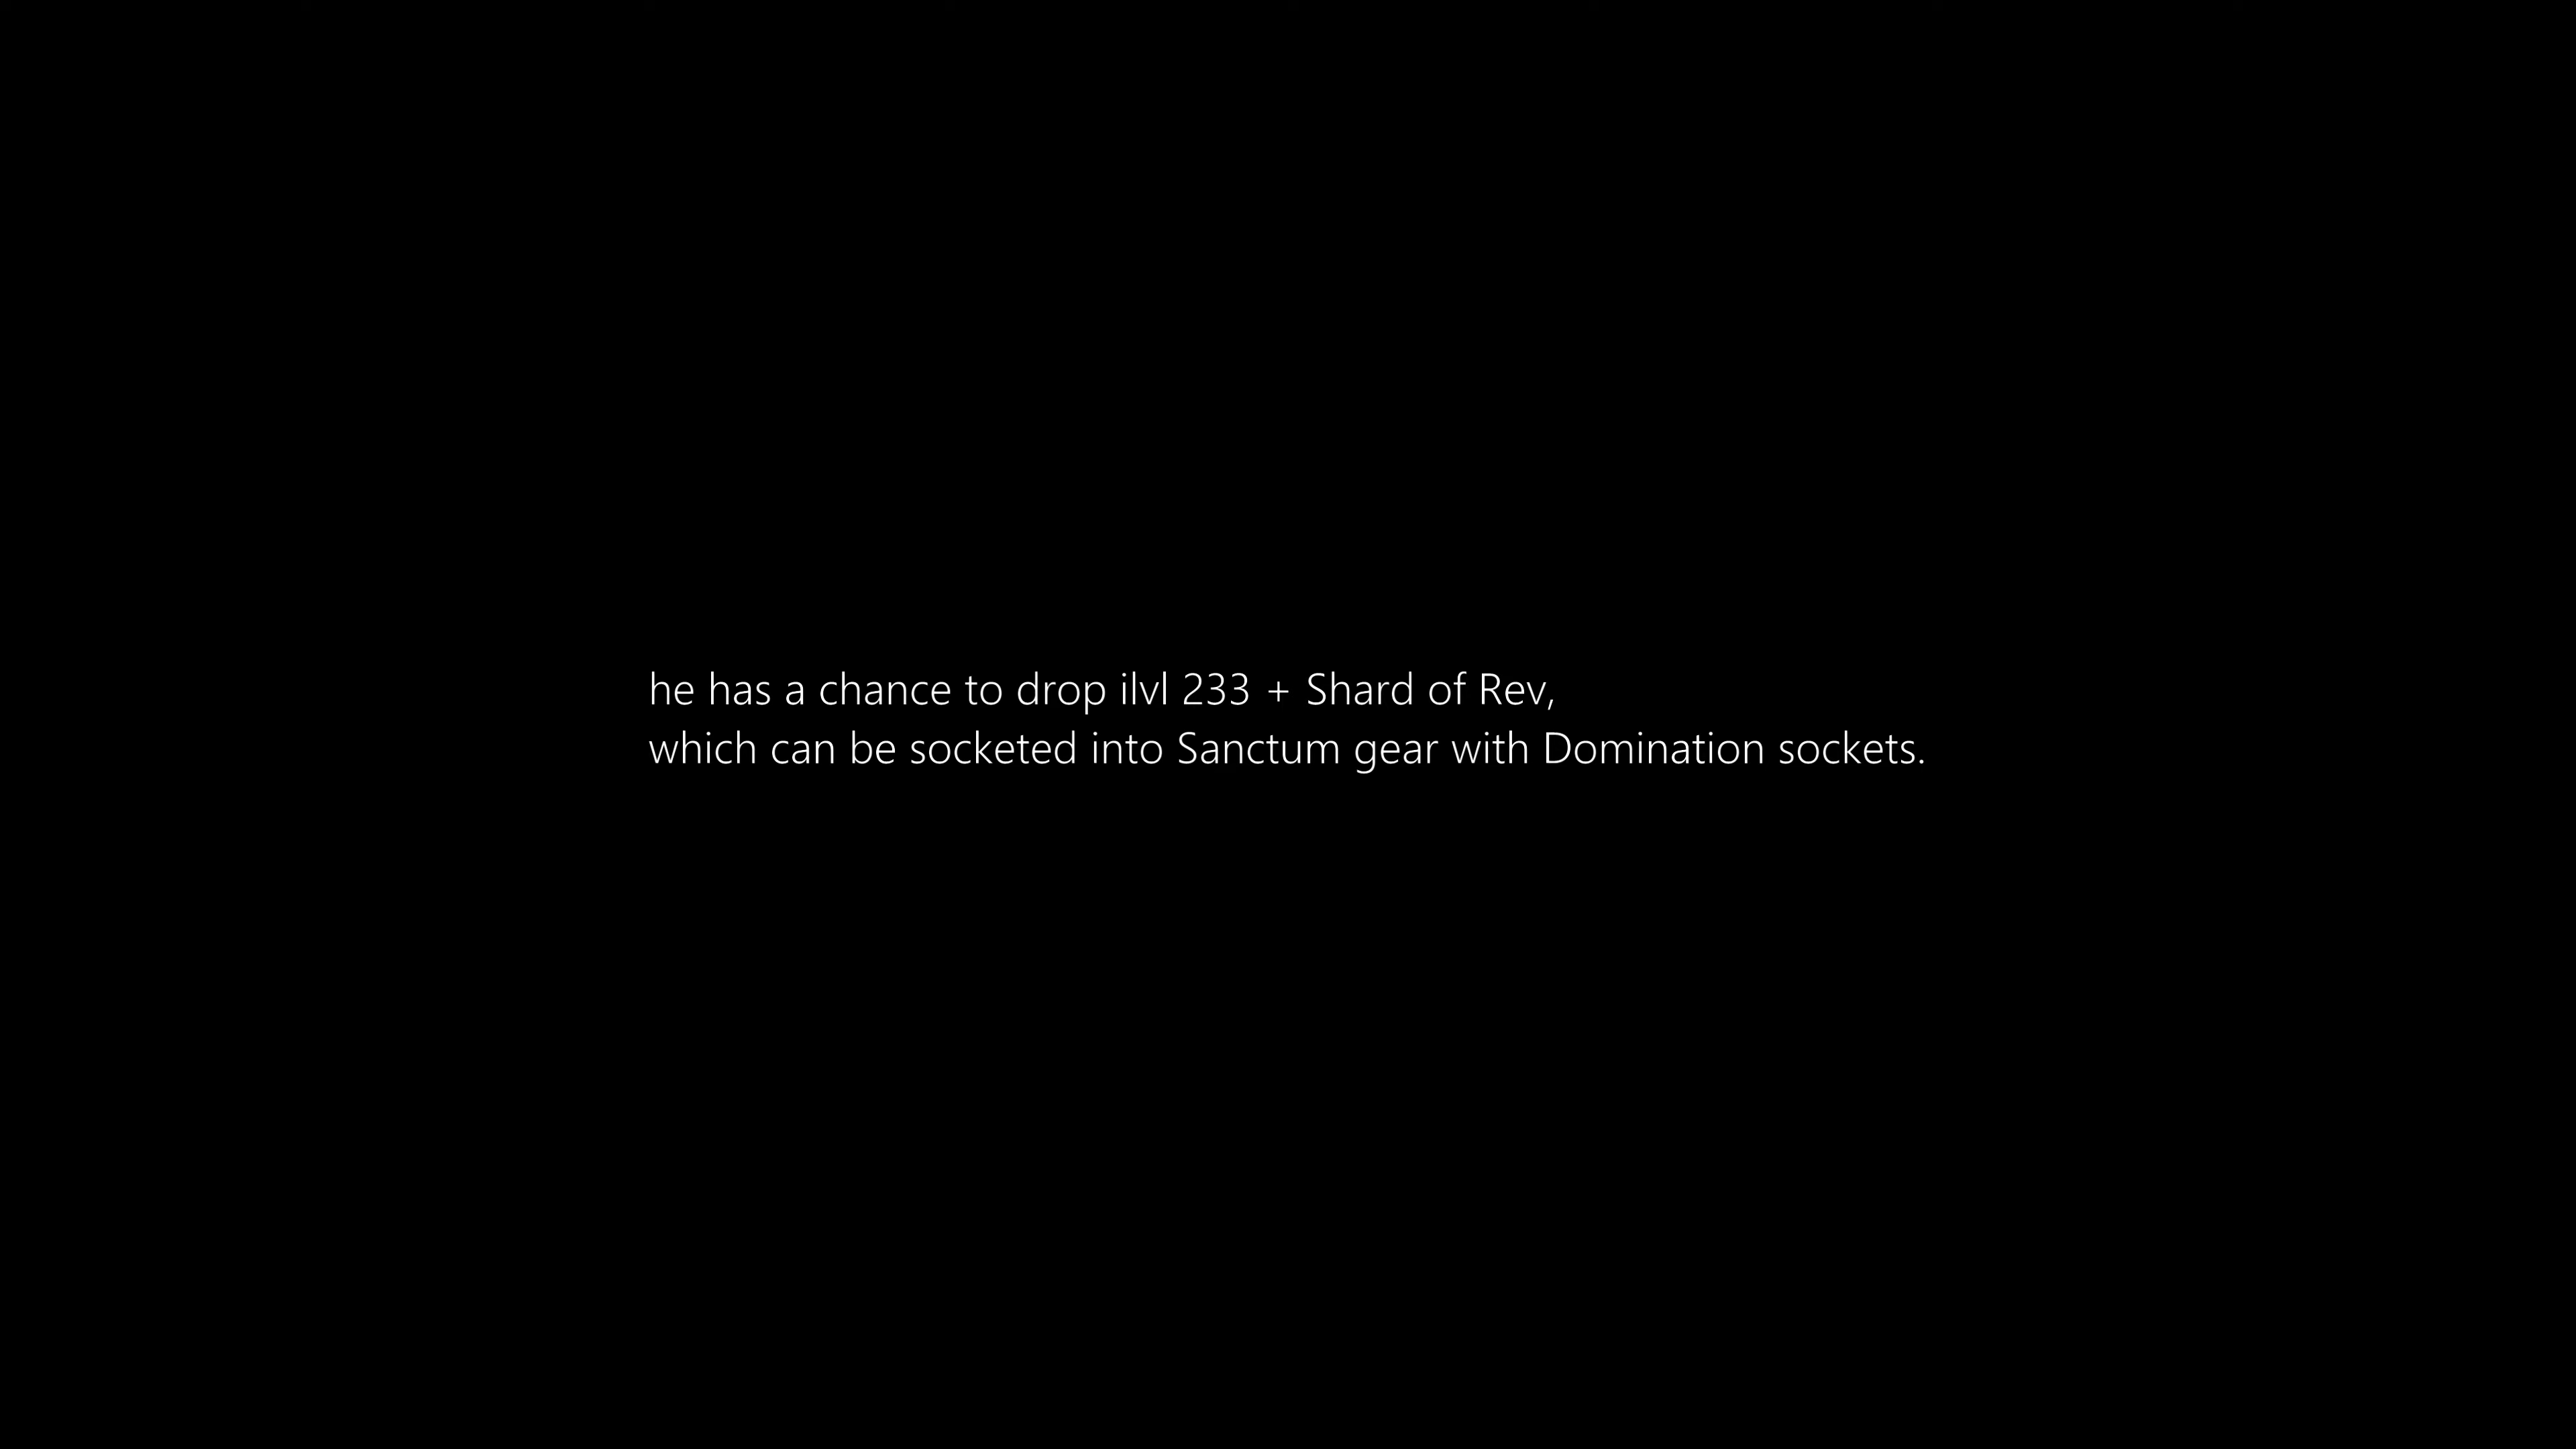 he has a chance to drop ilvl 233 + Shard of Rev,
which can be socketed into Sanctum gear with Domination sockets.